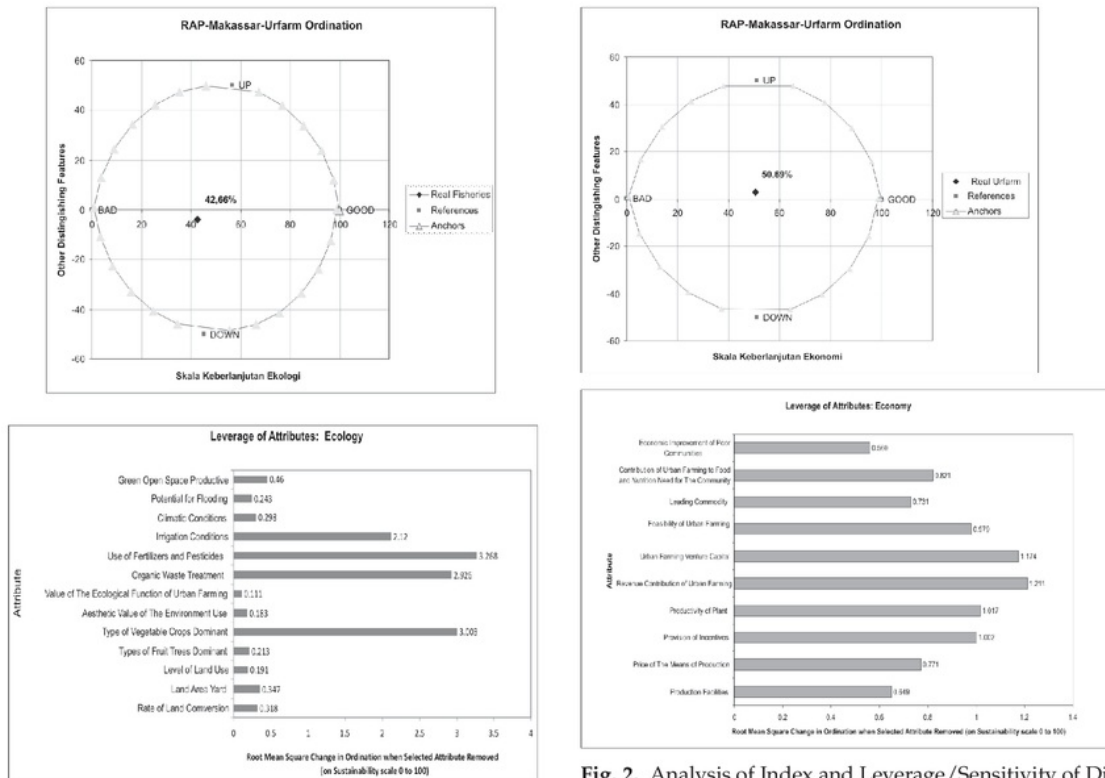 RAP-Makassar-Urfarm Ordination
60
40
20
0
-20
-40
-60
0 20 40 60 80 100 120
Other Distingishing Features
UP
BAD
42,66%
GOOD
DOWN
Real Fisheries
References
Anchors
Skala Keberlanjutan Ekologi
Leverage of Attributes: Ecology
Attribute
Green Open Space Productive 0.46
Potential for Flooding 0.243
Climatic Conditions 0.293
Irrigation Conditions 2.12
Use of Fertilizers and Pesticides 3.268
Organic Waste Treatment 2.925
Value of The Ecological Function of Urban Farming 0.111
Aesthetic Value of The Environment Use 0.183
Type of Vegetable Crops Dominant 3.003
Types of Fruit Trees Dominant 0.213
Level of Land Use 0.191
Land Area Yard 0.347
Rate of Land Comversion 0.318
0 0.5 1 1.5 2 2.5 3 3.5 4
Root Mean Square Change in Ordination when Selected Attribute Removed
(on Sustainability scale 0 to 100)
RAP-Makassar-Urfarm Ordination
60
40
20
0
-20
-40
-60
0 20 40 60 80 100 120
Other Distingishing Features
UP
BAD
50.69%
GOOD
DOWN
Real Urfarm
References
Anchors
Skala Keberlanjutan Ekonomi
Leverage of Attributes: Economy
Attribute
Economic Improvement of Poor
Communities
Contribution of Urban Farming to Food
and Nutrition Need for The Community 0.821
Leading Commodity 0.731
Feasibility of Urban Farming 0.979
Urban Farming Venture Capital 1.174
Revenue Contribution of Urban Farming 1.211
Productivity of Plant 1.017
Provision of Incentives 1.002
Price of The Means of Production 0.771
Production Facilities 0.649
0 0.2 0.4 0.6 0.8 1 1.2 1.4
Root Mean Square Change in Ordination when Selected Attribute Removed (on Sustainability scale 0 to 100)
Fig. 2 Analysis of Index and Leverage/Sensitivity of Di